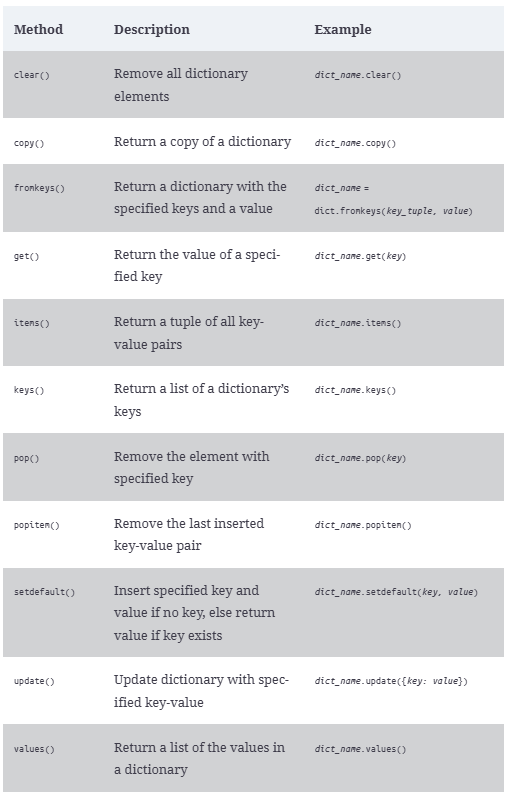 Method Description Example
clear() Remove all dictionary dict_name.clear()
elements
copy() Return a copy of a dictionary dict_name.copy()
fromkeys() Return a dictionary with the dict_name =
specified keys and a value dict.fromkeys(key_tuple, value)
get() Return the value of a speci-
fied key dict_name.get(key)
items() Return a tuple of all key- dict_name.items()
value pairs
keys() Return a list of a dictionary’s dict_name.keys()
keys
pop() Remove the element with dict_name.pop(key)
specified key
popitem() Remove the last inserted dict_name.popitem()
key-value pair
setdefault() Insert specified key and dict_name.setdefault(key, value)
value if no key, else return
value if key exists
update() Update dictionary with spec- dict_name.update({key: value})
ified key-value
values() Return a list of the values in dict_name.values()
a dictionary